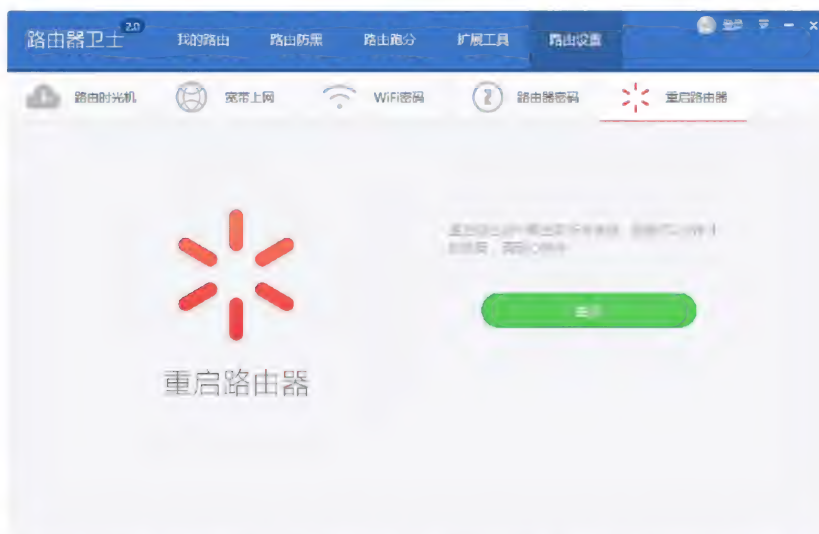 路由器卫士 2.0 我的路由 路由防黑 路由跑分 扩展工具 路由设置 登录
路由时光机 宽带上网 WiFi密码 路由器密码 重启路由器
重启路由器